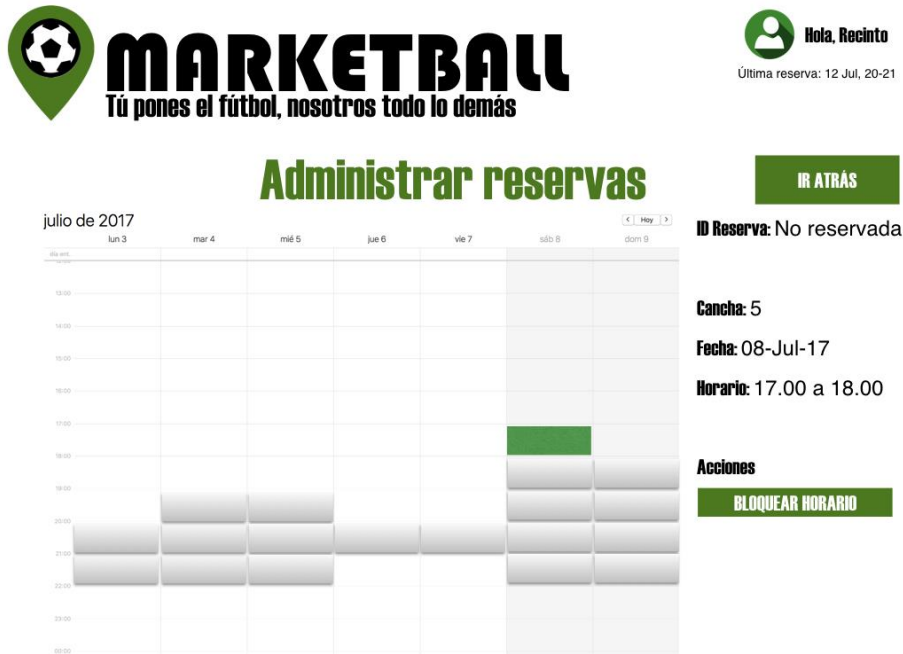 MARKETBALL
Tú pones el fútbol, nosotros todo lo demás
Hola, Recinto
Última reserva: 12 Jul, 20-21
Administrar reservas
IR ATRÁS
julio de 2017
< Hoy >
lun 3 mar 4 mié 5 jue 6 vie 7 sáb 8 dom 9
día ent.
13:00
14:00
15:00
16:00
17:00
18:00
19:00
20:00
21:00
22:00
23:00
ID Reserva: No reservada
Cancha: 5
Fecha: 08-Jul-17
Horario: 17.00 a 18.00
Acciones
BLOQUEAR HORARIO